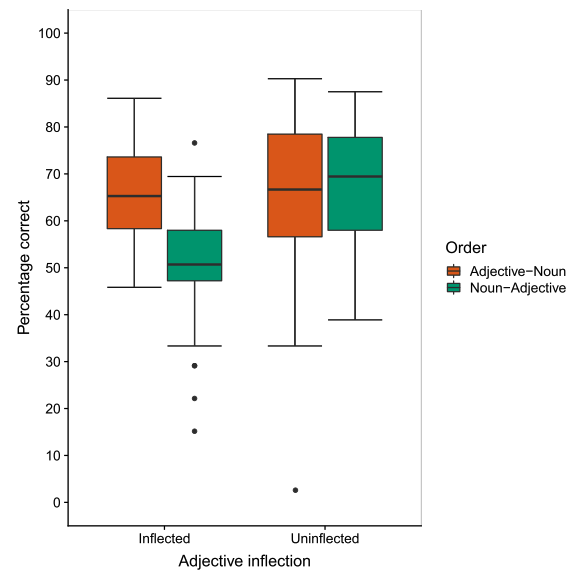 100
90
80
70
60
50
40
30
20
10
0
Percentage correct
Inflected
Uninflected
Adjective inflection
Order
Adjective−Noun
Noun−Adjective